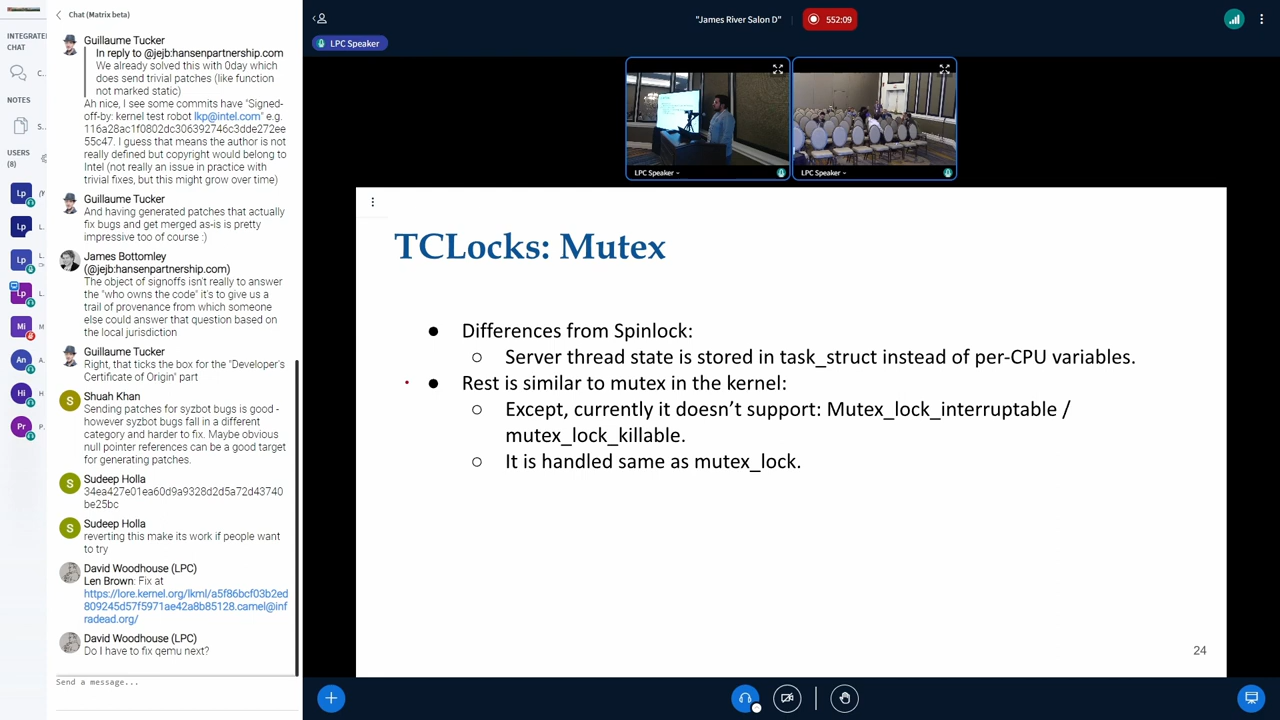 Chat (Matrix beta)
INTEGRATE
CHAT
C..
NOTES
S..
USERS
(8)
Lp
Lp
Lp
Lp
Mi
An
Hi
Pr
Guillaume Tucker
In reply to @jejb:hansenpartnership.com
We already solved this with 0day which
does send trivial patches (like function
not marked static)
Ah nice, I see some commits have "Signed-
off-by: kernel test robot lkp@intel.com" e.g.
116a28ac1f0802dc306392746c3dde272ee
55c47. I guess that means the author is not
really defined but copyright would belong to
Intel (not really an issue in practice with
trivial fixes, but this might grow over time)
Guillaume Tucker
And having generated patches that actually
fix bugs and get merged as-is is pretty
impressive too of course :)
James Bottomley
(@jejb:hansenpartnership.com)
The object of signoffs isn't really to answer
the "who owns the code" it's to give us a
trail of provenance from which someone
else could answer that question based on
the local jurisdiction
Guillaume Tucker
Right, that ticks the box for the "Developer's
Certificate of Origin" part
S
Shuah Khan
Sending patches for syzbot bugs is good -
however syzbot bugs fall in a different
category and harder to fix. Maybe obvious
null pointer references can be a good target
for generating patches.
S
Sudeep Holla
34ea427e01ea60d9a9328d2d5a72d43740
be25bc
S
Sudeep Holla
reverting this make its work if people want
to try
David Woodhouse (LPC)
Len Brown: Fix at
https://lore.kernel.org/lkml/a5f86bcf03b2ed
809245d57f5971ae42a8b85128.camel@inf
radead.org/
David Woodhouse (LPC)
Do I have to fix qemu next?
Send a message...
"James River Salon D"
552:09
LPC Speaker
LPC Speaker
LPC Speaker
TCLocks: Mutex
● Differences from Spinlock:
○ Server thread state is stored in task_struct instead of per-CPU variables.
● Rest is similar to mutex in the kernel:
○ Except, currently it doesn't support: Mutex_lock_interruptable /
mutex_lock_killable.
○ It is handled same as mutex_lock.
24